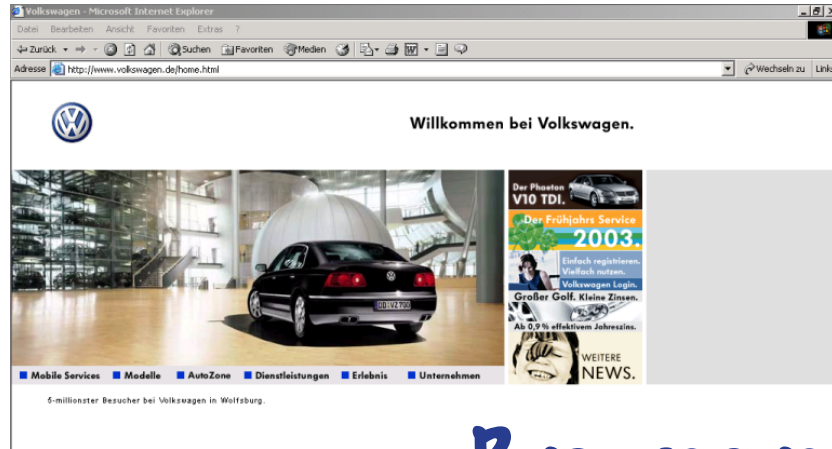 Volkswagen - Microsoft Internet Explorer
Datei Bearbeiten Ansicht Favoriten Extras ?
Zurück Suchen Favoriten Medien
Adresse http://www.volkswagen.de/home.html Wechseln zu Links
Willkommen bei Volkswagen.
Der Phaeton
V10 TDI.
Der Frühjahrs Service
2003.
Einfach registrieren.
Vielfach nutzen.
Volkswagen Login.
Großer Golf. Kleine Zinsen.
Ab 0,9 % effektivem Jahreszins.
WEITERE
NEWS.
Mobile Services Modelle AutoZone Dienstleistungen Erlebnis Unternehmen
6-millionster Besucher bei Volkswagen in Wolfsburg.